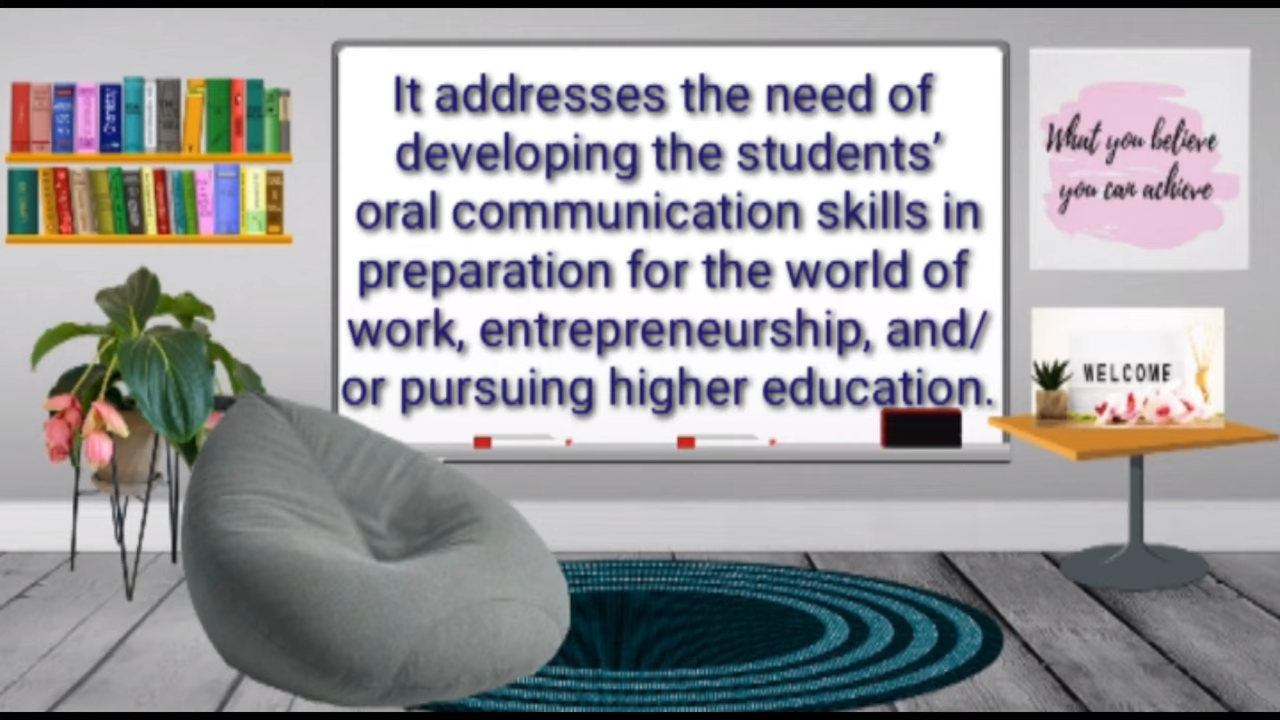 It addresses the need of
developing the students’
oral communication skills in
preparation for the world of
work, entrepreneurship, and/
or pursuing higher education.
What you believe
you can achieve
WELCOME